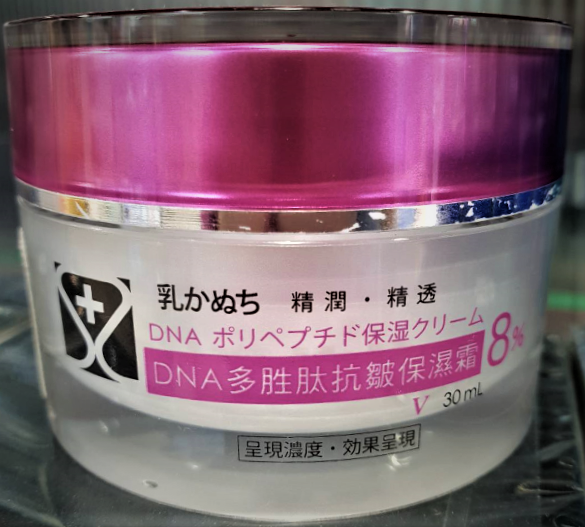 乳かぬち 精潤・精透
DNA ポリペプチド保湿クリーム
DNA多胜肽抗皺保濕霜 8%
V 30mL
呈現濃度・効果呈現